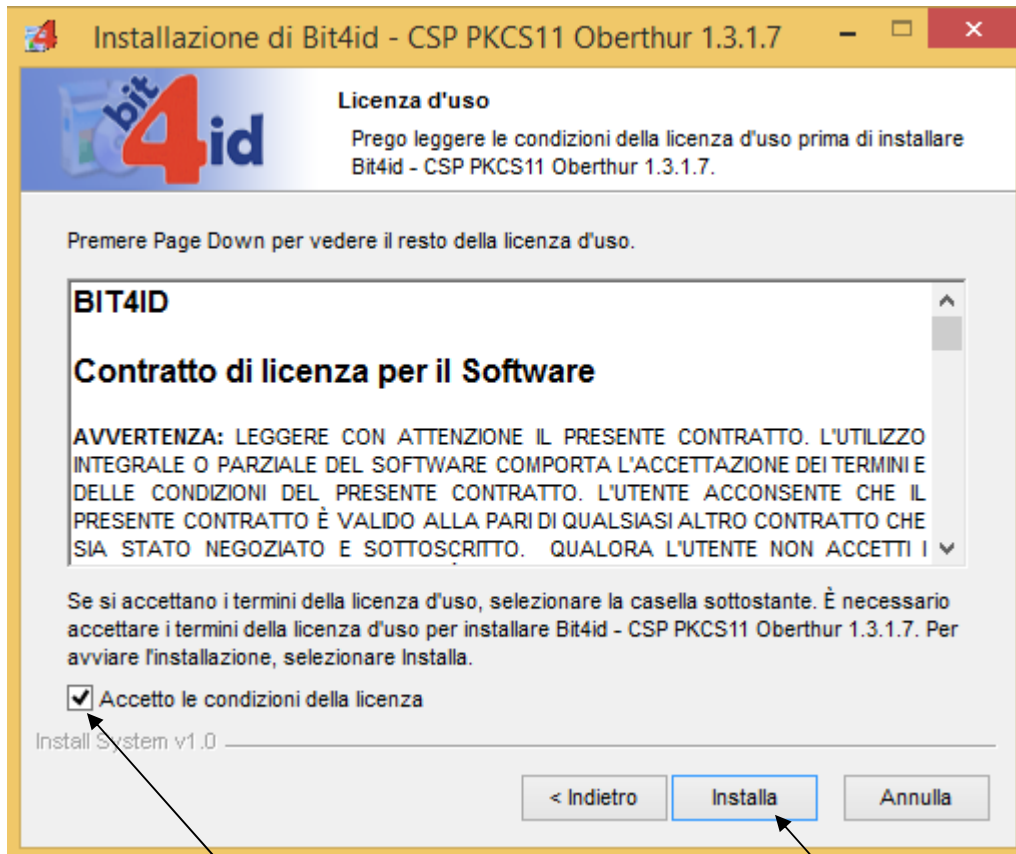 Installazione di Bit4id - CSP PKCS11 Oberthur 1.3.1.7
bit
4id
Licenza d'uso
Prego leggere le condizioni della licenza d'uso prima di installare
Bit4id - CSP PKCS11 Oberthur 1.3.1.7.
Premere Page Down per vedere il resto della licenza d'uso.
BIT4ID
Contratto di licenza per il Software
AVVERTENZA: LEGGERE CON ATTENZIONE IL PRESENTE CONTRATTO. L'UTILIZZO
INTEGRALE O PARZIALE DEL SOFTWARE COMPORTA L'ACCETTAZIONE DEI TERMINI E
DELLE CONDIZIONI DEL PRESENTE CONTRATTO. L'UTENTE ACCONSENTE CHE IL
PRESENTE CONTRATTO È VALIDO ALLA PARI DI QUALSIASI ALTRO CONTRATTO CHE
SIA STATO NEGOZIATO E SOTTOSCRITTO. QUALORA L'UTENTE NON ACCETTI I
Se si accettano i termini della licenza d'uso, selezionare la casella sottostante. È necessario
accettare i termini della licenza d'uso per installare Bit4id - CSP PKCS11 Oberthur 1.3.1.7. Per
avviare l'installazione, selezionare Installa.
Accetto le condizioni della licenza
Install System v1.0
< Indietro
Installa
Annulla